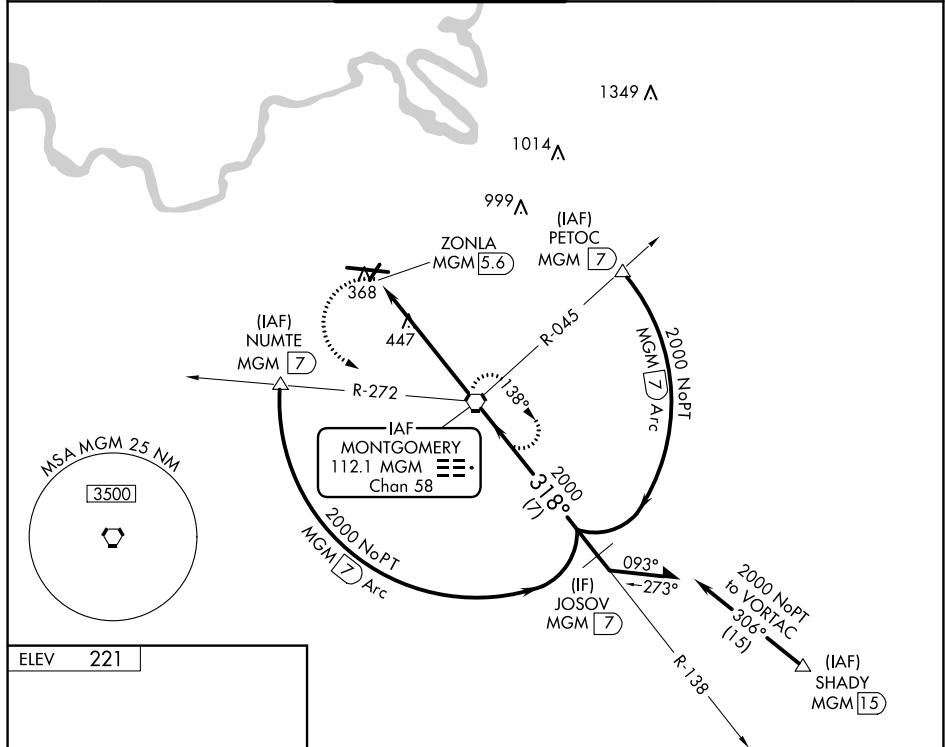 1349
1014
999
(IAF)
PETOC
MGM 7
ZONLA
MGM 5.6
368
447
(IAF)
NUMTE
MGM 7
R-045
R-272
138°
2000 NoPT
MGM 7 Arc
IAF
MONTGOMERY
112.1 MGM
Chan 58
MSA MGM 25 NM
3500
2000
318°
(7)
2000 NoPT
MGM 7 Arc
093°
273°
(IF)
JOSOV
MGM 7
2000 NoPT
to VORTAC
306°
(15)
(IAF)
SHADY
MGM 15
R-138
ELEV 221